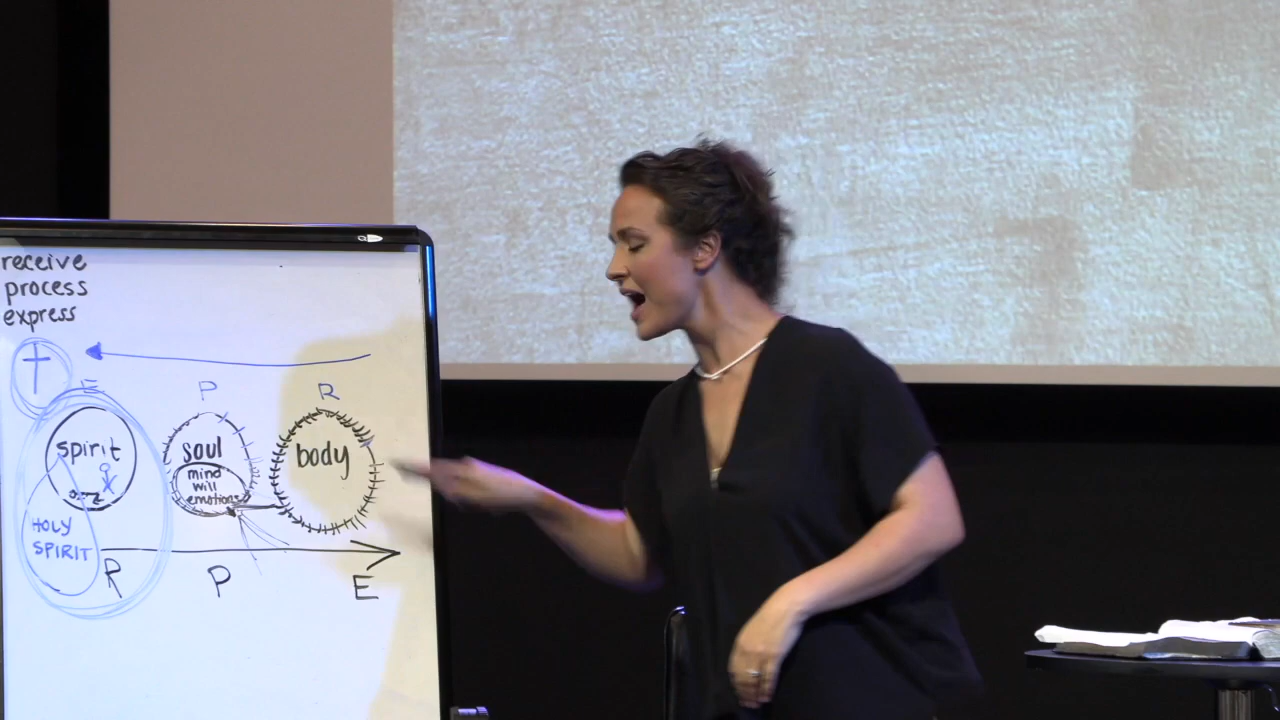 receive
process
express
E P R
spirit soul body
mind
will
emotions
HOLY
SPIRIT
R P E